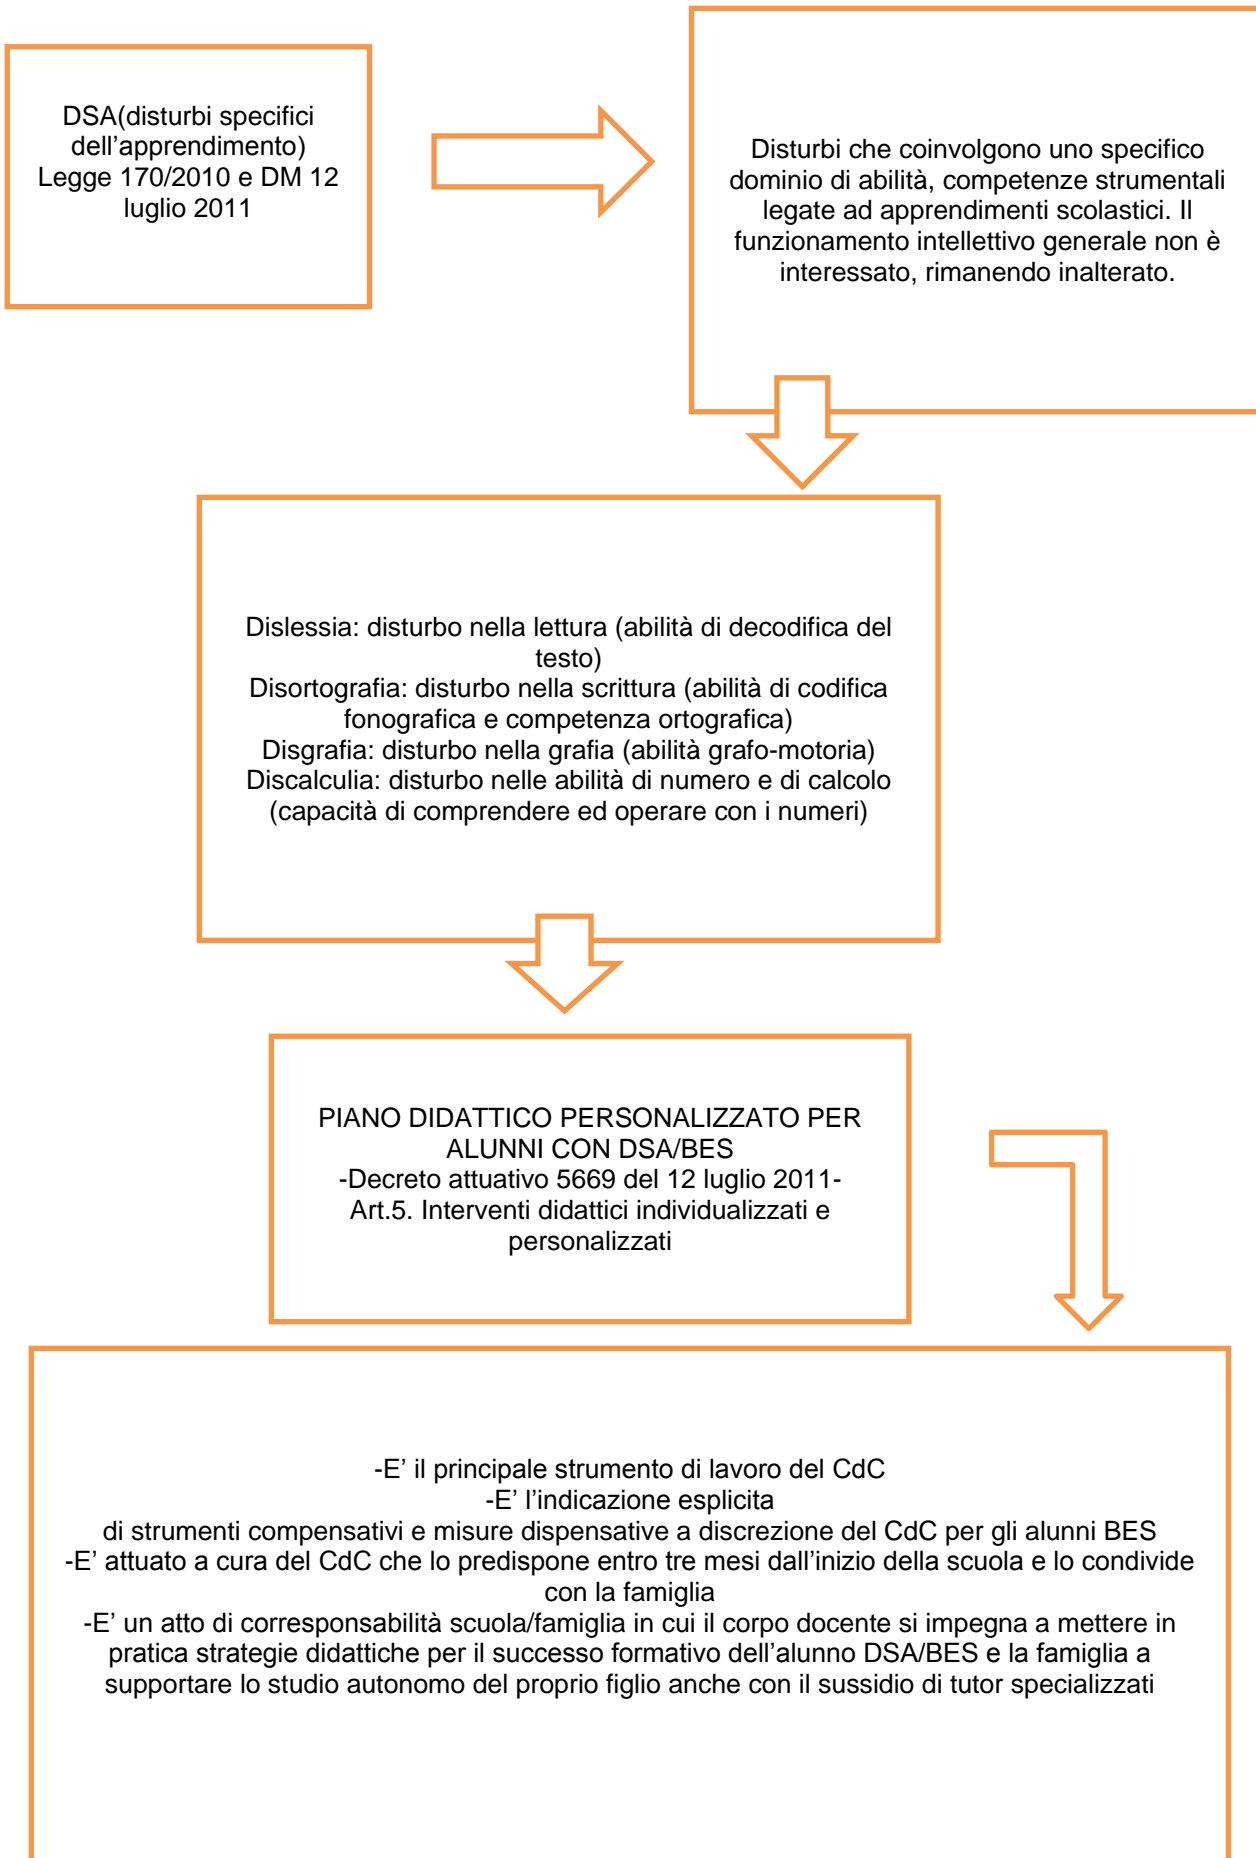 DSA(disturbi specifici
dell’apprendimento)
Legge 170/2010 e DM 12
luglio 2011
Disturbi che coinvolgono uno specifico
dominio di abilità, competenze strumentali
legate ad apprendimenti scolastici. Il
funzionamento intellettivo generale non è
interessato, rimanendo inalterato.
Dislessia: disturbo nella lettura (abilità di decodifica del
testo)
Disortografia: disturbo nella scrittura (abilità di codifica
fonografica e competenza ortografica)
Disgrafia: disturbo nella grafia (abilità grafo-motoria)
Discalculia: disturbo nelle abilità di numero e di calcolo
(capacità di comprendere ed operare con i numeri)
PIANO DIDATTICO PERSONALIZZATO PER
ALUNNI CON DSA/BES
-Decreto attuativo 5669 del 12 luglio 2011-
Art.5. Interventi didattici individualizzati e
personalizzati
-E’ il principale strumento di lavoro del CdC
-E’ l’indicazione esplicita
di strumenti compensativi e misure dispensative a discrezione del CdC per gli alunni BES
-E’ attuato a cura del CdC che lo predispone entro tre mesi dall’inizio della scuola e lo condivide
con la famiglia
-E’ un atto di corresponsabilità scuola/famiglia in cui il corpo docente si impegna a mettere in
pratica strategie didattiche per il successo formativo dell’alunno DSA/BES e la famiglia a
supportare lo studio autonomo del proprio figlio anche con il sussidio di tutor specializzati